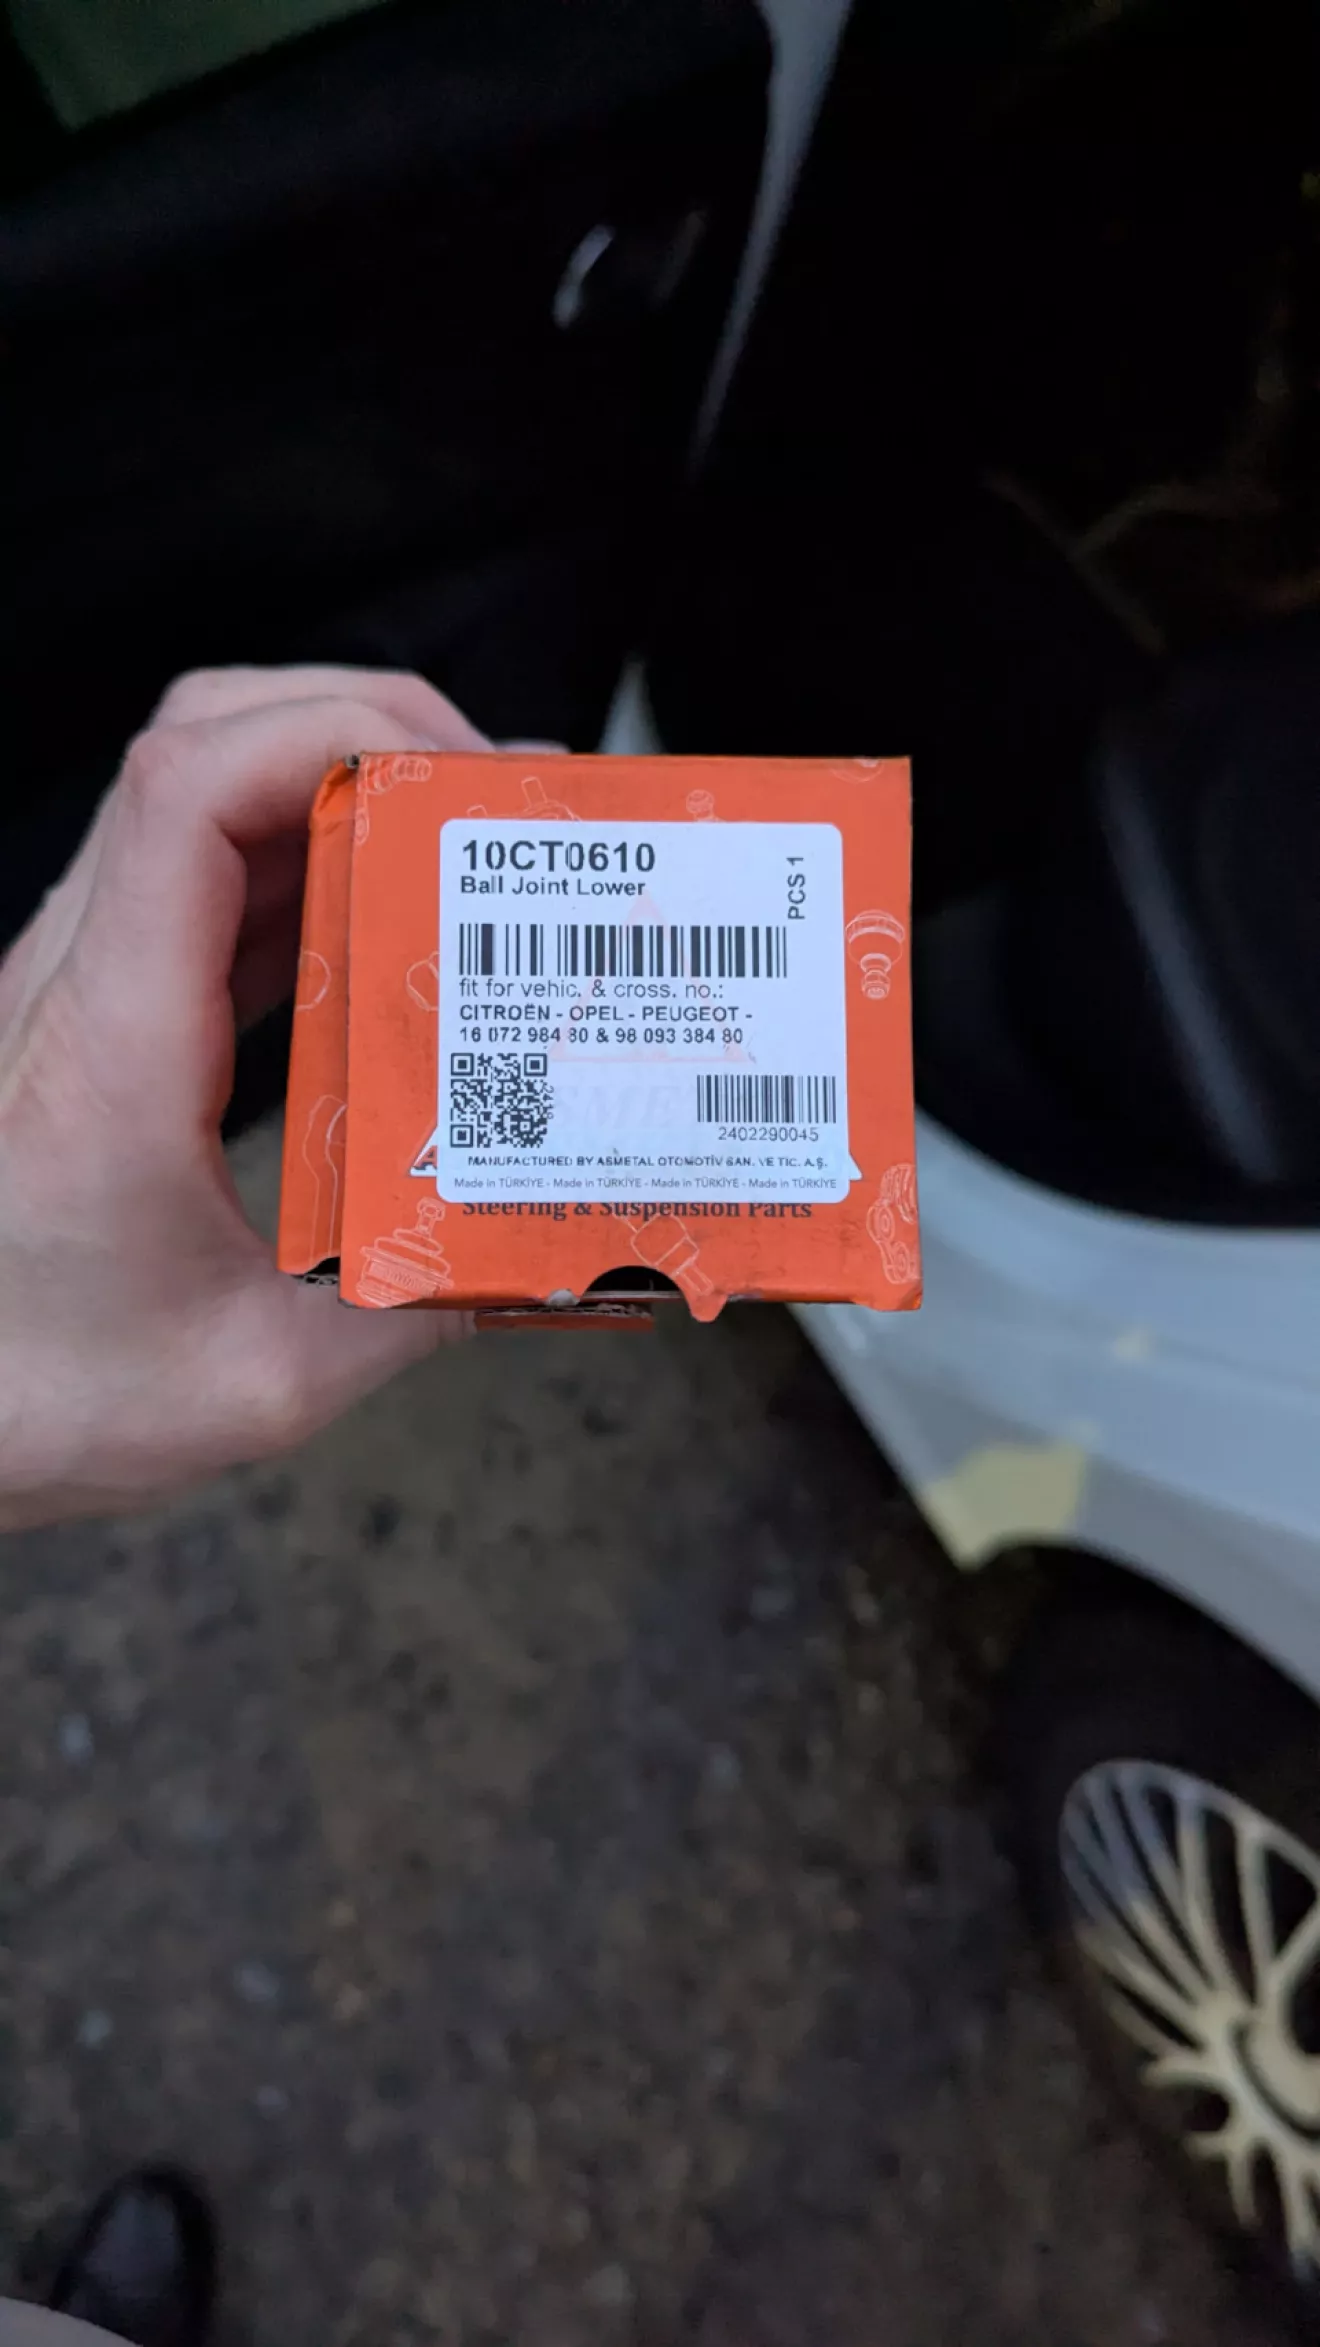 10CT0610
Ball Joint Lower
PCS 1
fit for vehic. & cross. no.:
CITROËN - OPEL - PEUGEOT -
16 072 984 80 & 98 093 384 80
2402290045
MANUFACTURED BY ASMETAL OTOMOTİV SAN. VE TİC. A.Ş.
Made in TÜRKİYE - Made in TÜRKİYE - Made in TÜRKİYE - Made in TÜRKİYE
Steering & Suspension Parts